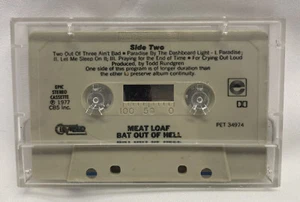 Side Two
Two Out Of Three Ain't Bad • Paradise By The Dashboard Light - I. Paradise;
II. Let Me Sleep On It; III. Praying for the End of Time • For Crying Out Loud
Produced by Todd Rundgren
One side of this program is of longer duration than
the other to preserve album continuity.
EPIC
STEREO
CASSETTE
℗ 1977
CBS Inc.
100 50 0
MEAT LOAF
BAT OUT OF HELL
PET 34974